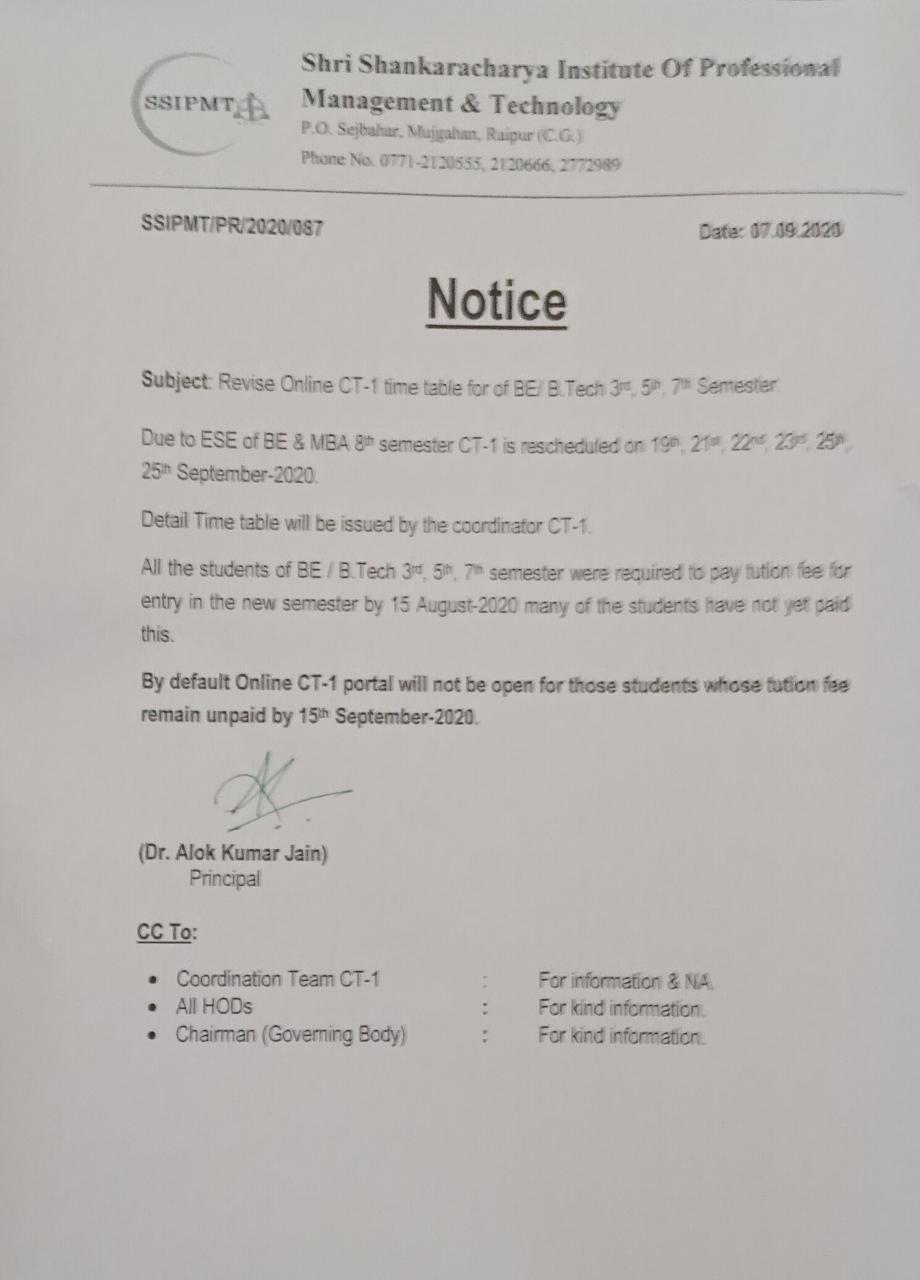 SSIPMT
Shri Shankaracharya Institute Of Professional
Management & Technology
P.O. Sejbahar, Mujgahan, Raipur (C.G.)
Phone No. 0771-2120555, 2120666, 2772989
SSIPMT/PR/2020/087 Date: 07.09.2020
Notice
Subject: Revise Online CT-1 time table for of BE/ B.Tech 3rd, 5th, 7th Semester.
Due to ESE of BE & MBA 8th semester CT-1 is rescheduled on 19th, 21st, 22nd, 23rd, 25th,
25th September-2020.
Detail Time table will be issued by the coordinator CT-1.
All the students of BE / B.Tech 3rd, 5th, 7th semester were required to pay tution fee for
entry in the new semester by 15 August-2020 many of the students have not yet paid
this.
By default Online CT-1 portal will not be open for those students whose tution fee
remain unpaid by 15th September-2020.
(Dr. Alok Kumar Jain)
Principal
CC To:
• Coordination Team CT-1 : For information & NA.
• All HODs : For kind information.
• Chairman (Governing Body) : For kind information.